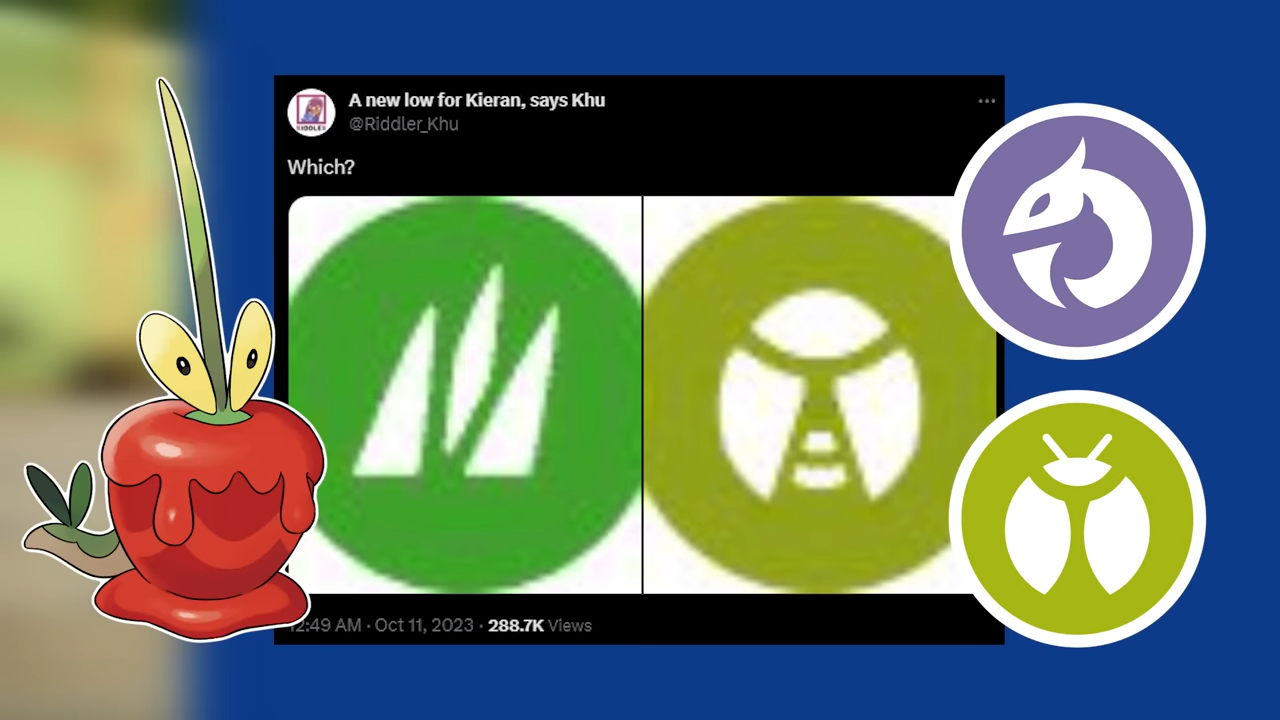 A new low for Kieran, says Khu
@Riddler_Khu
Which?
12:49 AM · Oct 11, 2023 · 288.7K Views